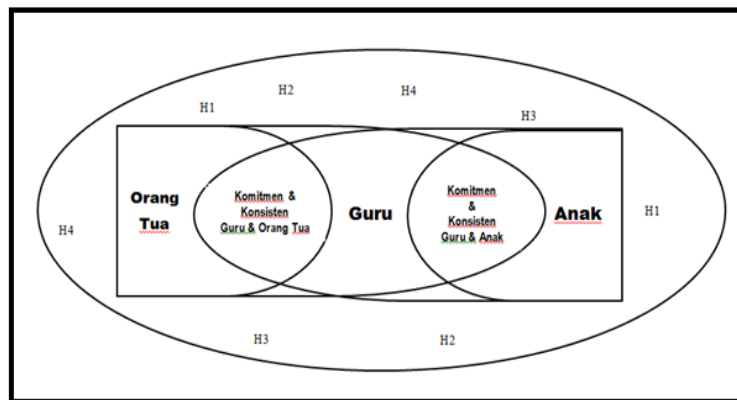 H2
H4
H1
H3
Orang
Tua
Komitmen &
Konsisten
Guru & Orang Tua
Guru
Komitmen
&
Konsisten
Guru & Anak
Anak
H1
H4
H3
H2